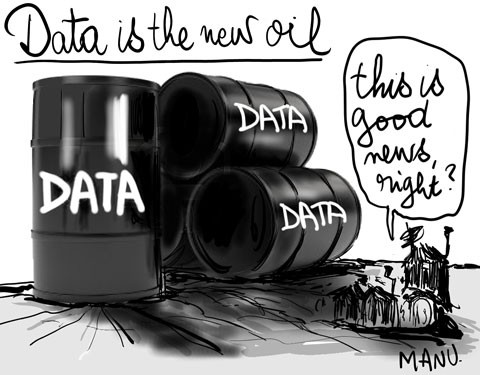 Data is the new oil
DATA
DATA
DATA
this is
good
news,
right?
MANU.